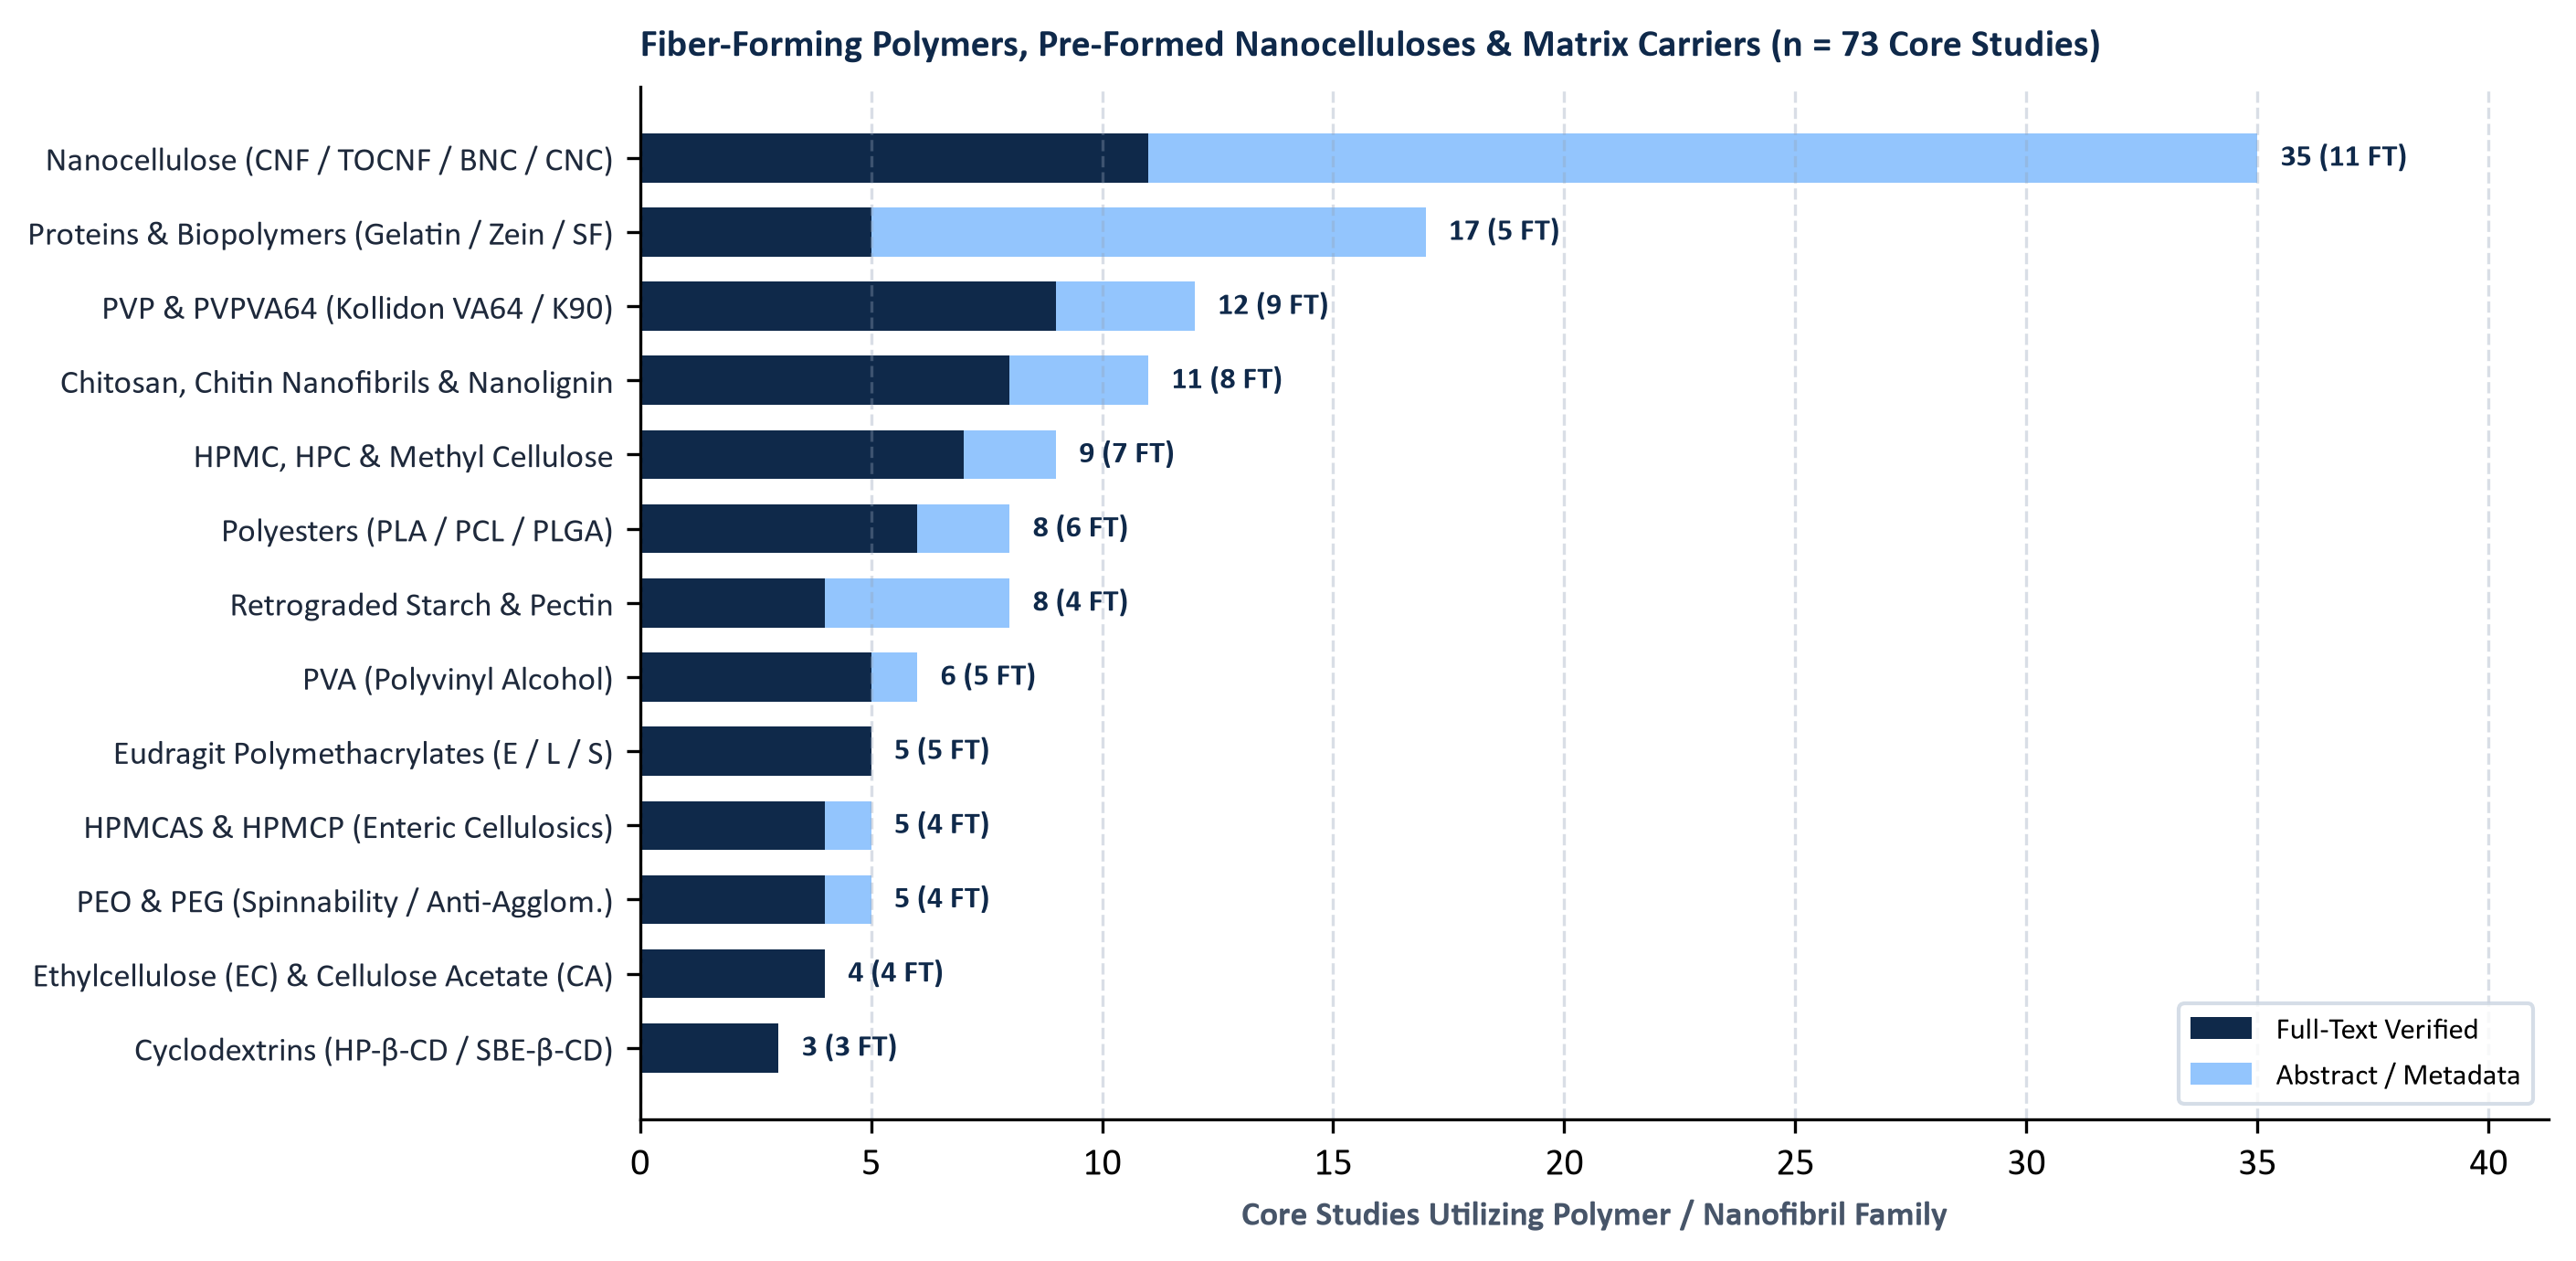 Fiber-Forming Polymers, Pre-Formed Nanocelluloses & Matrix Carriers (n = 73 Core Studies)
Nanocellulose (CNF / TOCNF / BNC / CNC)
35 (11 FT)
Proteins & Biopolymers (Gelatin / Zein / SF)
17 (5 FT)
PVP & PVPVA64 (Kollidon VA64 / K90)
12 (9 FT)
Chitosan, Chitin Nanofibrils & Nanolignin
11 (8 FT)
HPMC, HPC & Methyl Cellulose
9 (7 FT)
Polyesters (PLA / PCL / PLGA)
8 (6 FT)
Retrograded Starch & Pectin
8 (4 FT)
PVA (Polyvinyl Alcohol)
6 (5 FT)
Eudragit Polymethacrylates (E / L / S)
5 (5 FT)
HPMCAS & HPMCP (Enteric Cellulosics)
5 (4 FT)
PEO & PEG (Spinnability / Anti-Agglom.)
5 (4 FT)
Ethylcellulose (EC) & Cellulose Acetate (CA)
4 (4 FT)
Cyclodextrins (HP-β-CD / SBE-β-CD)
3 (3 FT)
Full-Text Verified
Abstract / Metadata
0 5 10 15 20 25 30 35 40
Core Studies Utilizing Polymer / Nanofibril Family